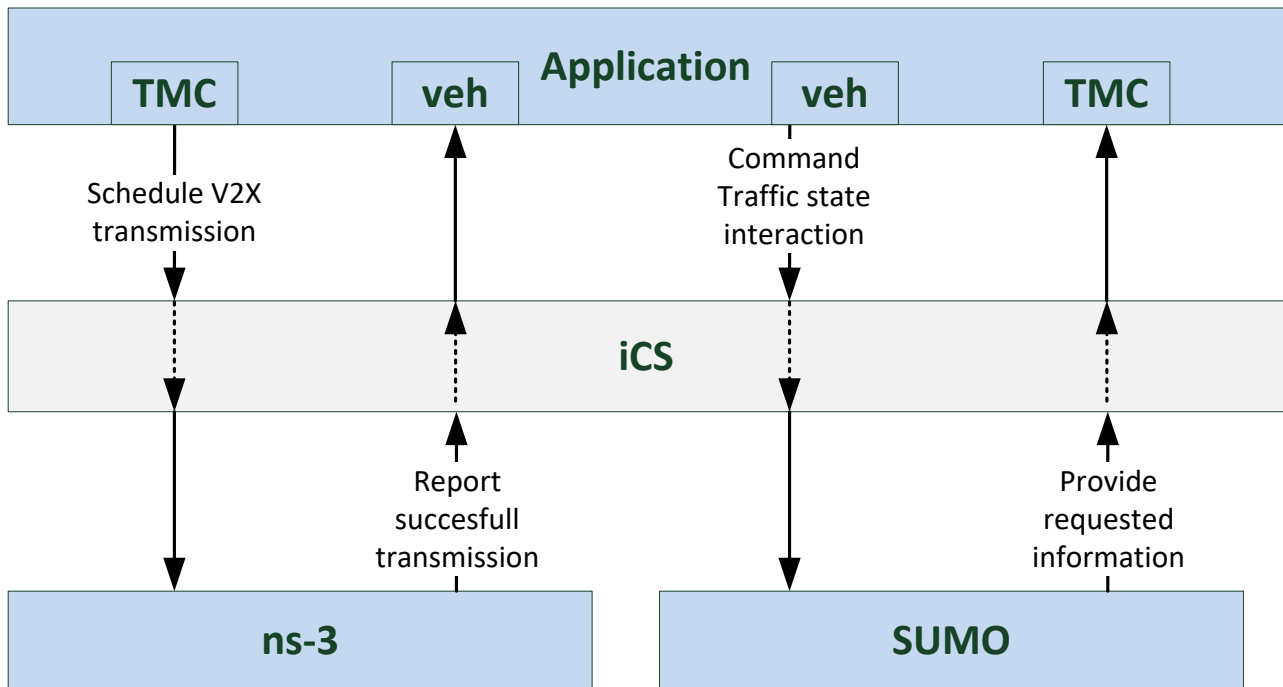 Application
TMC
veh
veh
TMC
Schedule V2X
transmission
Command
Traffic state
interaction
iCS
Report
succesfull
transmission
Provide
requested
information
ns-3
SUMO